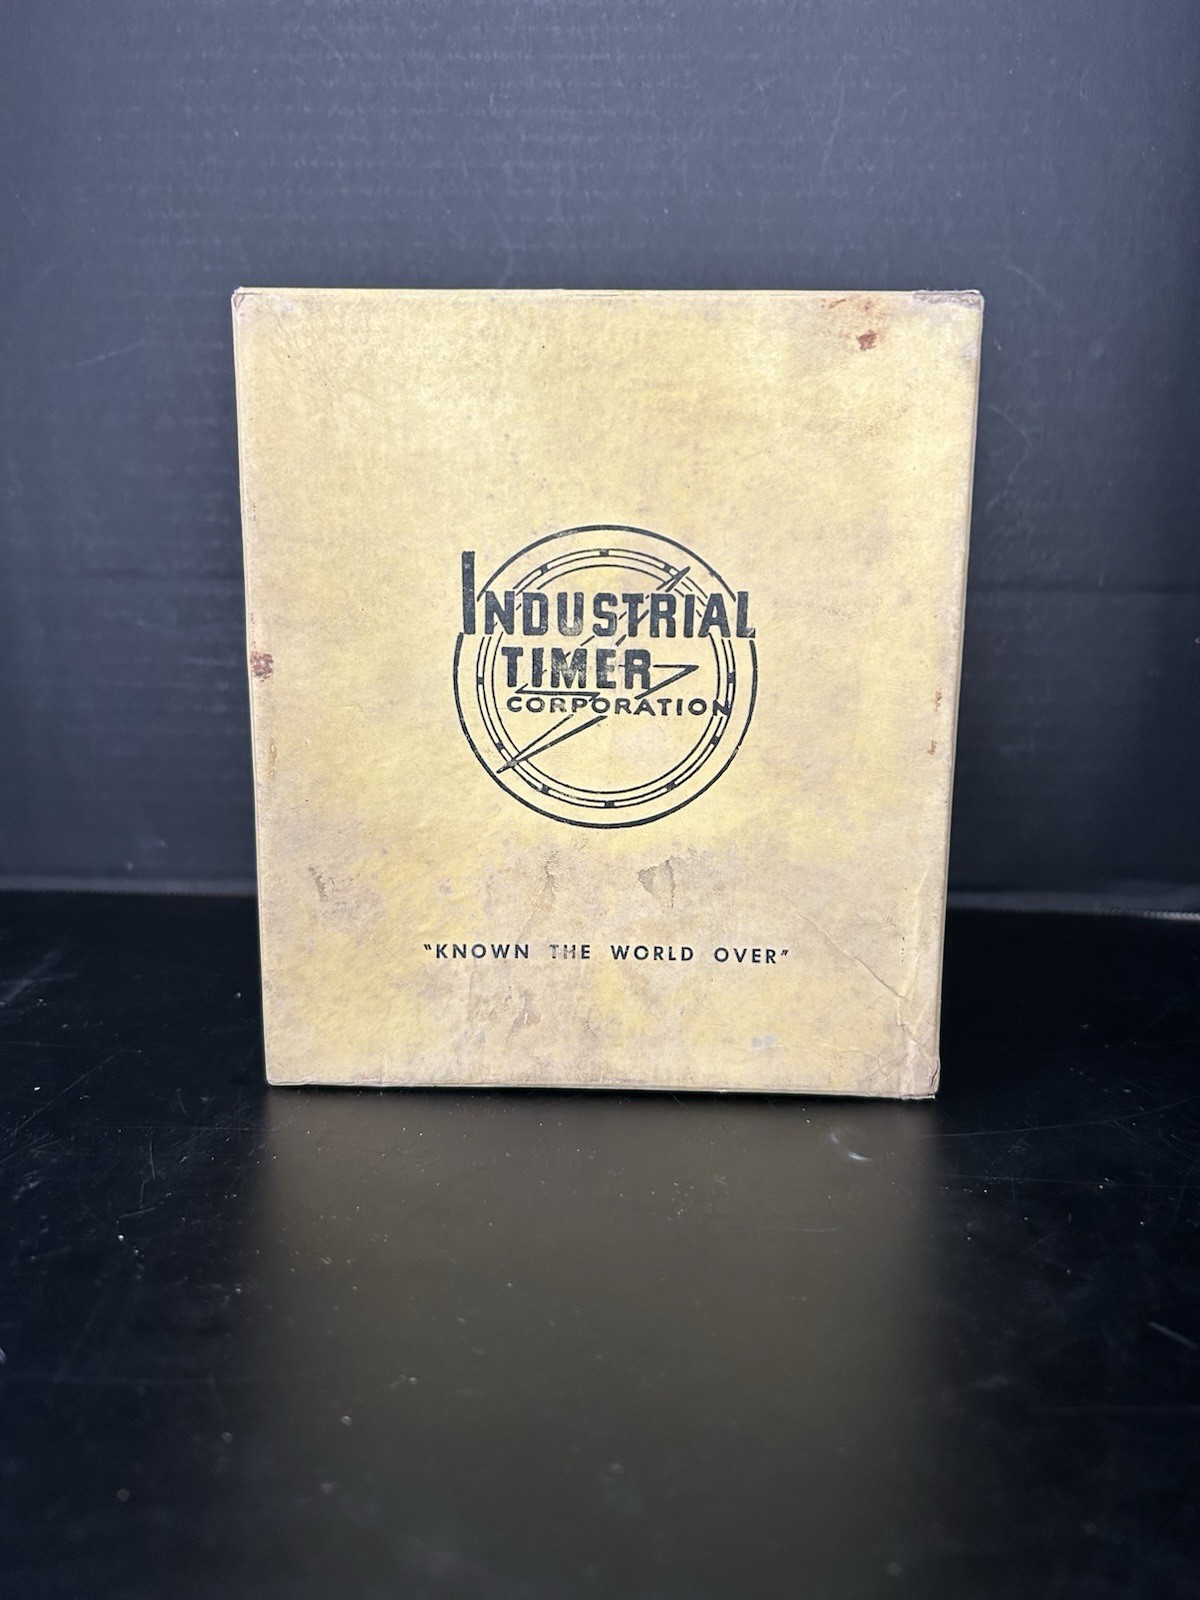 INDUSTRIAL
TIMER
CORPORATION
"KNOWN THE WORLD OVER"